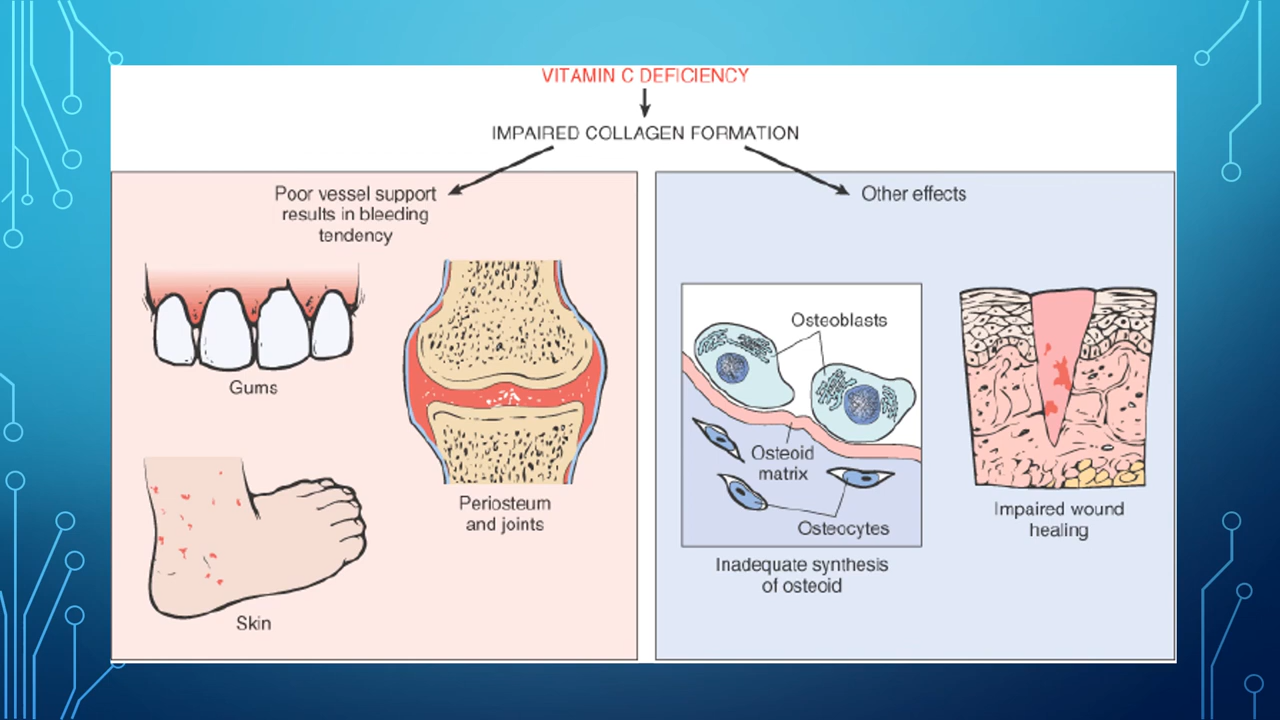 VITAMIN C DEFICIENCY
IMPAIRED COLLAGEN FORMATION
Poor vessel support
results in bleeding
tendency
Gums
Periosteum
and joints
Skin
Other effects
Osteoblasts
Osteoid
matrix
Osteocytes
Inadequate synthesis
of osteoid
Impaired wound
healing